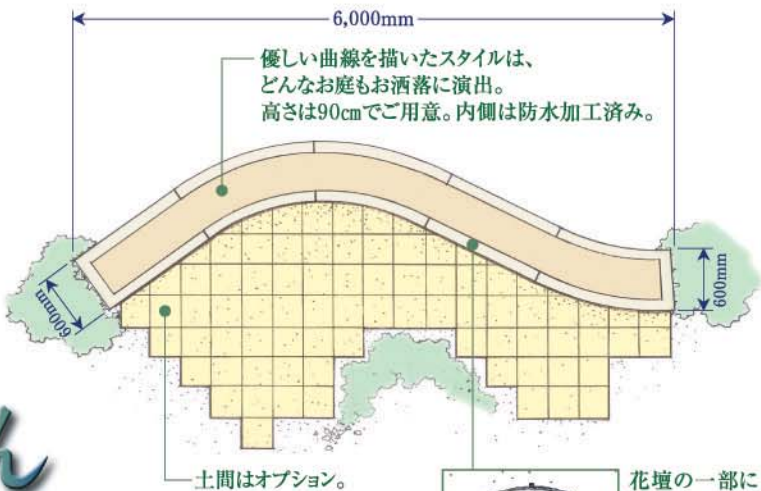 6,000mm
優しい曲線を描いたスタイルは、
どんなお庭もお洒落に演出。
高さは90cmでご用意。内側は防水加工済み。
600mm
600mm
ん
土間はオプション。
花壇の一部に